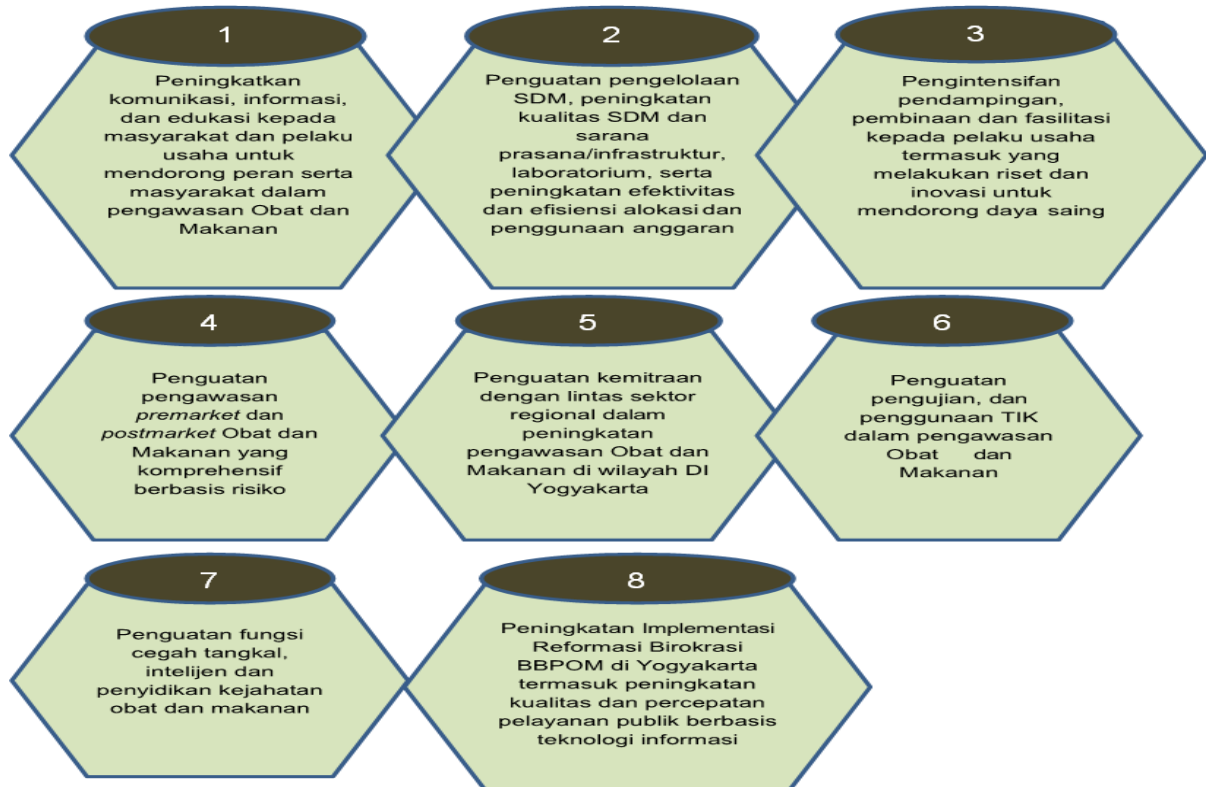 1
Peningkatkan
komunikasi, informasi,
dan edukasi kepada
masyarakat dan pelaku
usaha untuk
mendorong peran serta
masyarakat dalam
pengawasan Obat dan
Makanan
2
Penguatan pengelolaan
SDM, peningkatan
kualitas SDM dan
sarana
prasana/infrastruktur,
laboratorium, serta
peningkatan efektivitas
dan efisiensi alokasi dan
penggunaan anggaran
3
Pengintensifan
pendampingan,
pembinaan dan fasilitasi
kepada pelaku usaha
termasuk yang
melakukan riset dan
inovasi untuk
mendorong daya saing
4
Penguatan
pengawasan
premarket dan
postmarket Obat dan
Makanan yang
komprehensif
berbasis risiko
5
Penguatan kemitraan
dengan lintas sektor
regional dalam
peningkatan
pengawasan Obat dan
Makanan di wilayah DI
Yogyakarta
6
Penguatan
pengujian, dan
penggunaan TIK
dalam pengawasan
Obat dan
Makanan
7
Penguatan fungsi
cegah tangkal,
intelijen dan
penyidikan kejahatan
obat dan makanan
8
Peningkatan Implementasi
Reformasi Birokrasi
BBPOM di Yogyakarta
termasuk peningkatan
kualitas dan percepatan
pelayanan publik berbasis
teknologi informasi